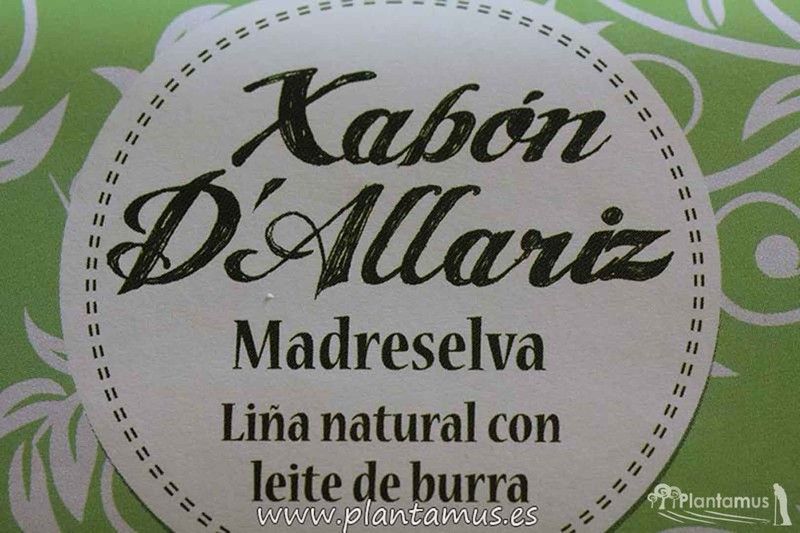 Xabón
D'Allariz
Madreselva
Liña natural con
leite de burra
www.plantamus.es
Plantamus